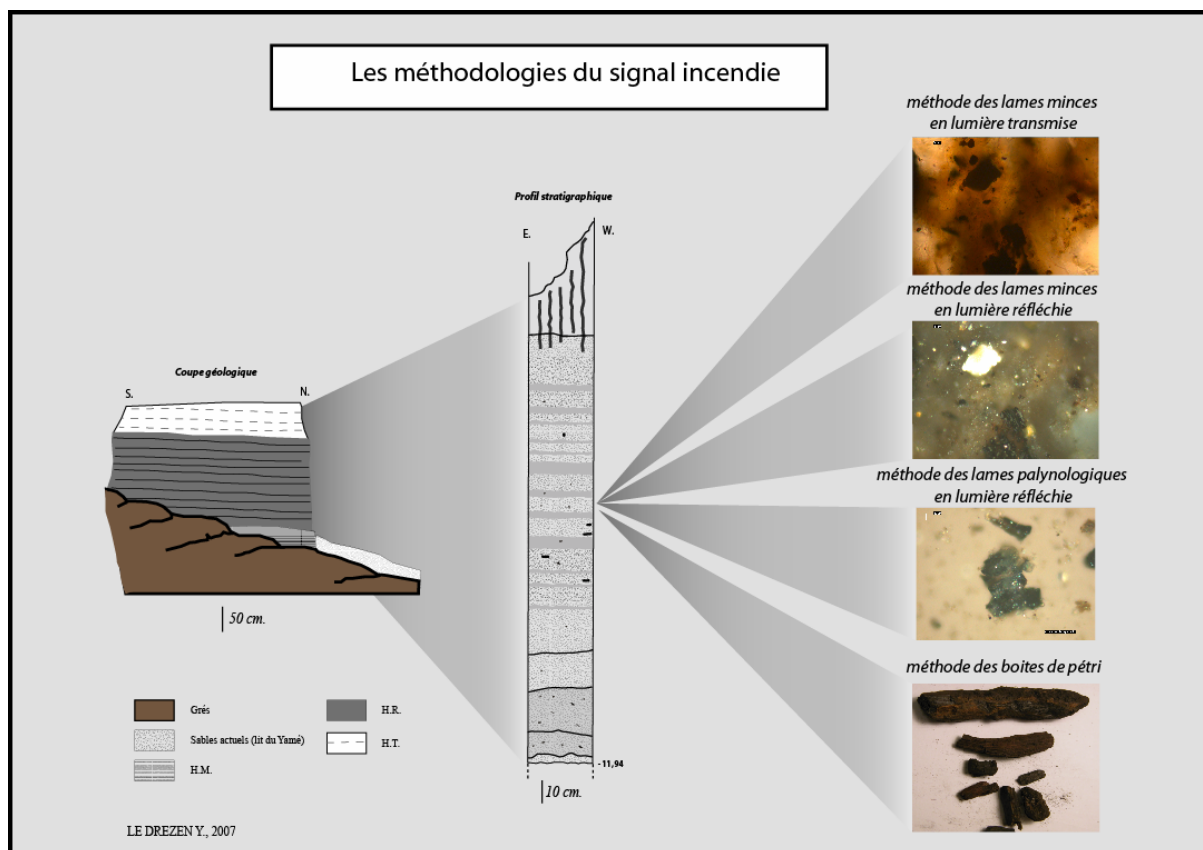 Les méthodologies du signal incendie
méthode des lames minces
en lumière transmise
Profil stratigraphique
E.
W.
méthode des lames minces
en lumière réfléchie
Coupe géologique
S.
N.
méthode des lames palynologiques
en lumière réfléchie
50 cm.
méthode des boites de pétri
Grés
H.R.
Sables actuels (lit du Yamé)
H.T.
H.M.
- 11,94
10 cm.
LE DREZEN Y., 2007